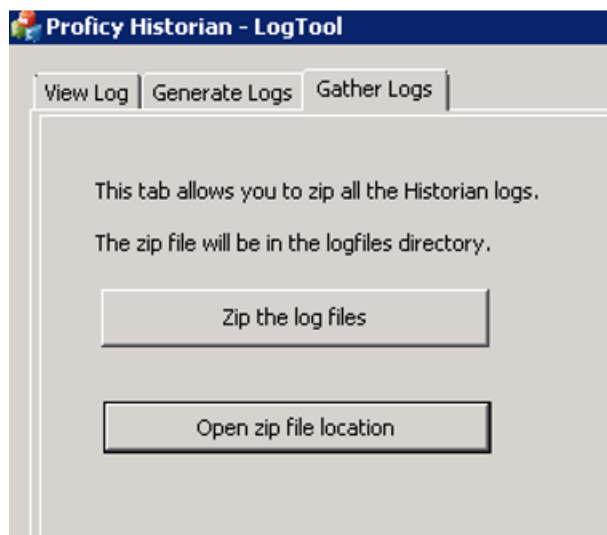 Proficy Historian - LogTool
View Log Generate Logs Gather Logs
This tab allows you to zip all the Historian logs.
The zip file will be in the logfiles directory.
Zip the log files
Open zip file location